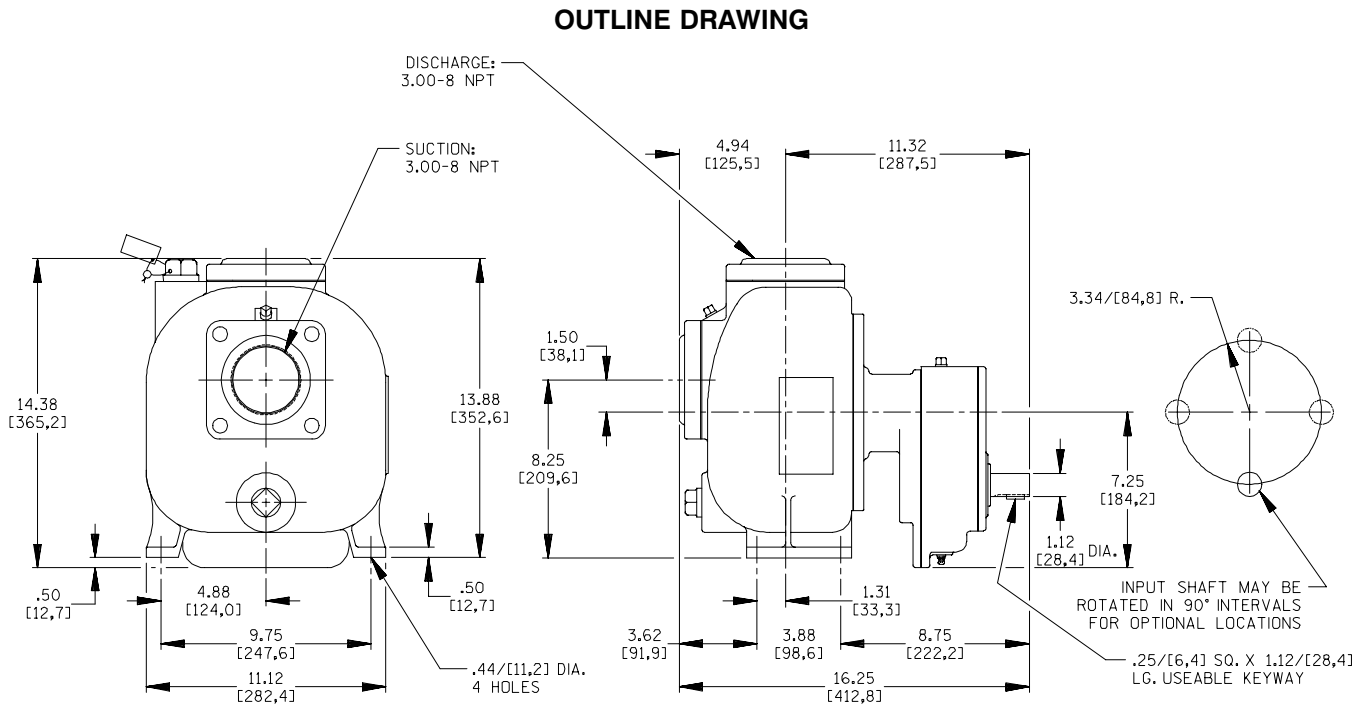 OUTLINE DRAWING
DISCHARGE:
3.00-8 NPT
SUCTION:
3.00-8 NPT
4.94
[125,5]
11.32
[287,5]
3.34/[84,8] R.
1.50
[38,1]
14.38
[365,2]
13.88
[352,6]
8.25
[209,6]
7.25
[184,2]
1.12
[28,4] DIA.
.50
[12,7]
4.88
[124,0]
.50
[12,7]
1.31
[33,3]
INPUT SHAFT MAY BE
ROTATED IN 90° INTERVALS
FOR OPTIONAL LOCATIONS
9.75
[247,6]
3.62
[91,9]
3.88
[98,6]
8.75
[222,2]
.44/[11,2] DIA.
4 HOLES
.25/[6,4] SQ. X 1.12/[28,4]
LG. USEABLE KEYWAY
11.12
[282,4]
16.25
[412,8]